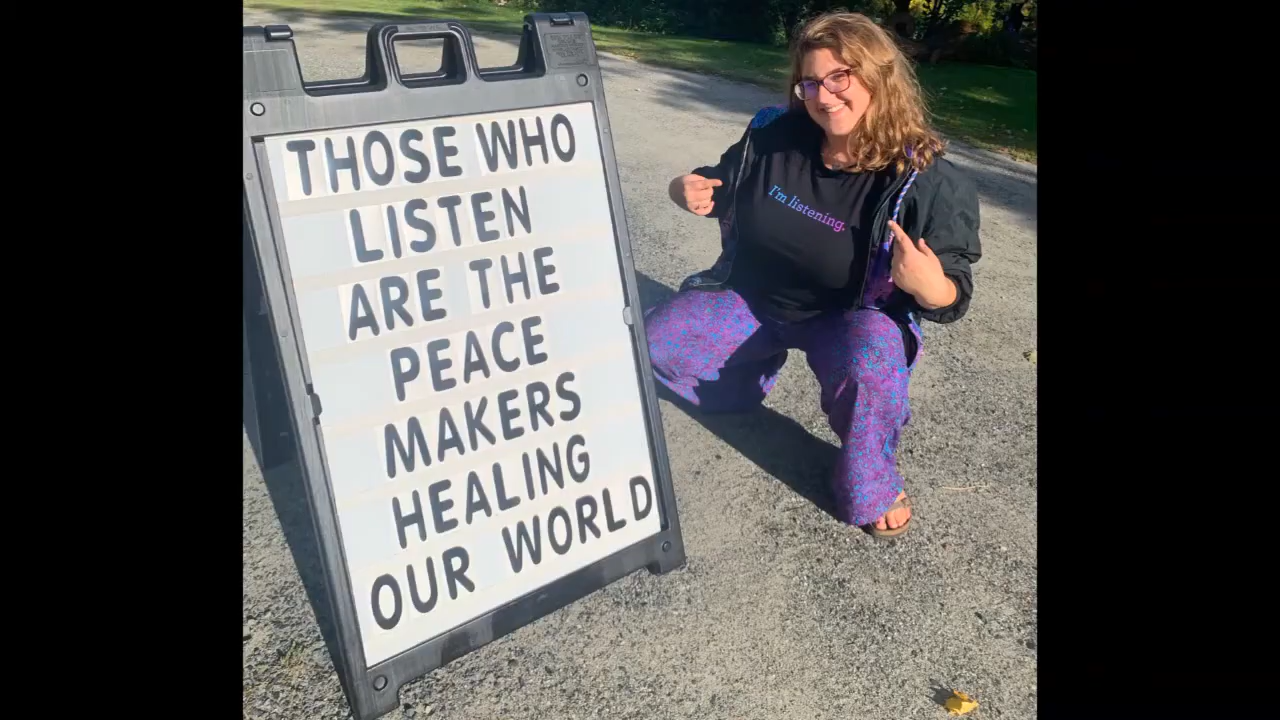 THOSE WHO
LISTEN
ARE THE
PEACE
MAKERS
HEALING
OUR WORLD
I'm listening.